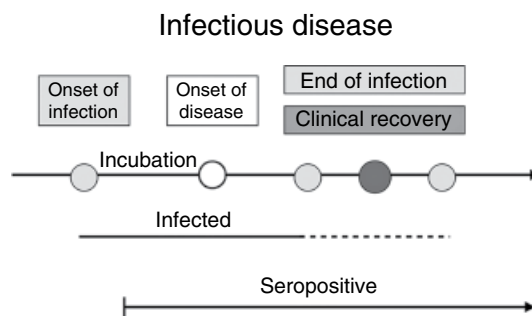 Infectious disease
Onset of
infection
Onset of
disease
End of infection
Clinical recovery
Incubation
Infected
Seropositive